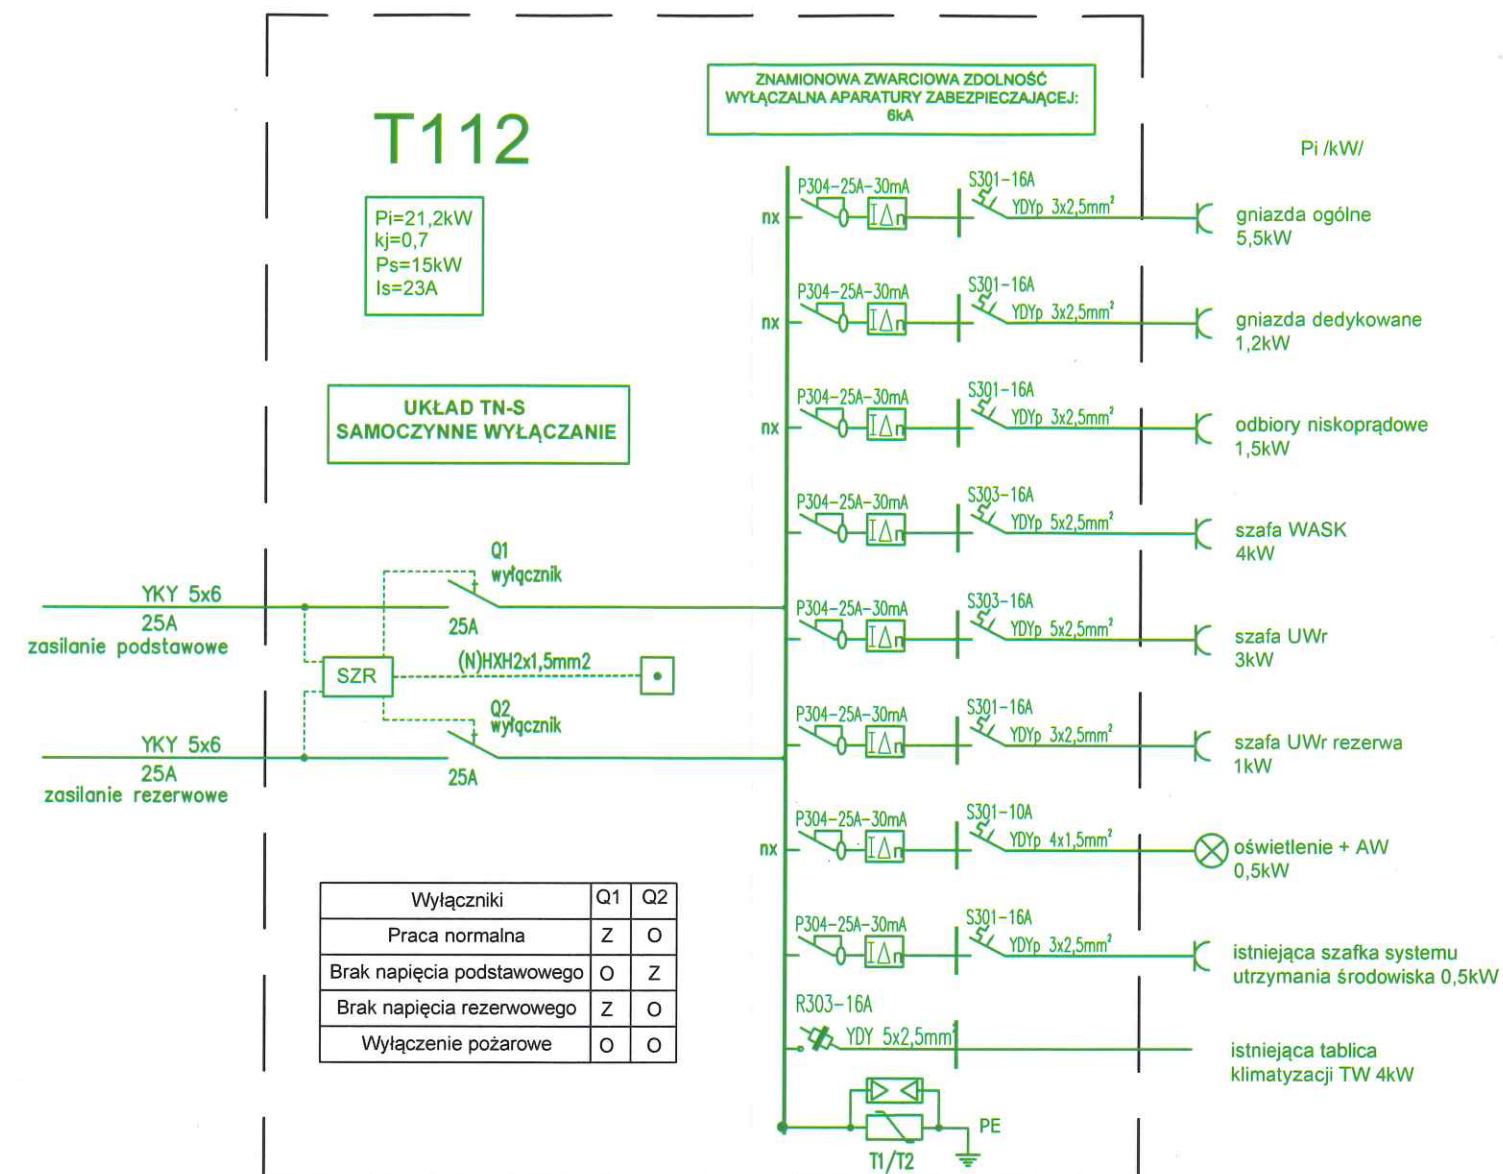 ZNAMIONOWA ZWARCIOWA ZDOLNOŚĆ
WYŁĄCZALNA APARATURY ZABEZPIECZAJĄCEJ:
6kA
T112
Pi /kW/
Pi=21,2kW
kj=0,7
Ps=15kW
Is=23A
UKŁAD TN-S
SAMOCZYNNE WYŁĄCZANIE
nx
P304-25A-30mA
I∆n
S301-16A
YDYp 3x2,5mm²
gniazda ogólne
5,5kW
nx
P304-25A-30mA
I∆n
S301-16A
YDYp 3x2,5mm²
gniazda dedykowane
1,2kW
nx
P304-25A-30mA
I∆n
S301-16A
YDYp 3x2,5mm²
odbiory niskoprądowe
1,5kW
P304-25A-30mA
I∆n
S303-16A
YDYp 5x2,5mm²
szafa WASK
4kW
P304-25A-30mA
I∆n
S303-16A
YDYp 5x2,5mm²
szafa UWr
3kW
P304-25A-30mA
I∆n
S301-16A
YDYp 3x2,5mm²
szafa UWr rezerwa
1kW
nx
P304-25A-30mA
I∆n
S301-10A
YDYp 4x1,5mm²
oświetlenie + AW
0,5kW
P304-25A-30mA
I∆n
S301-16A
YDYp 3x2,5mm²
istniejąca szafka systemu
utrzymania środowiska 0,5kW
R303-16A
YDY 5x2,5mm²
istniejąca tablica
klimatyzacji TW 4kW
PE
T1/T2
YKY 5x6
25A
zasilanie podstawowe
Q1
wyłącznik
25A
SZR
(N)HXH2x1,5mm2
YKY 5x6
25A
zasilanie rezerwowe
Q2
wyłącznik
25A
Wyłączniki Q1 Q2
Praca normalna Z O
Brak napięcia podstawowego O Z
Brak napięcia rezerwowego Z O
Wyłączenie pożarowe O O